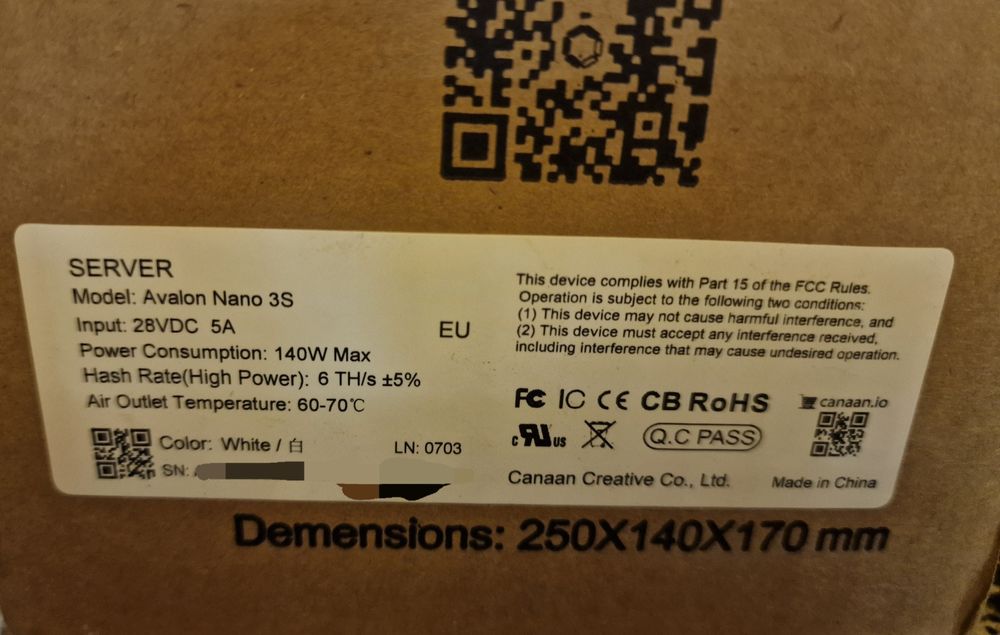 SERVER
Model: Avalon Nano 3S
Input: 28VDC 5A
Power Consumption: 140W Max
Hash Rate(High Power): 6 TH/s ±5%
Air Outlet Temperature: 60-70℃
Color: White / 白
SN:
LN: 0703
EU
This device complies with Part 15 of the FCC Rules.
Operation is subject to the following two conditions:
(1) This device may not cause harmful interference, and
(2) This device must accept any interference received,
including interference that may cause undesired operation.
FC IC CE CB RoHS
canaan.io
c RU US
Q.C PASS
Canaan Creative Co., Ltd.
Made in China
Demensions: 250X140X170 mm